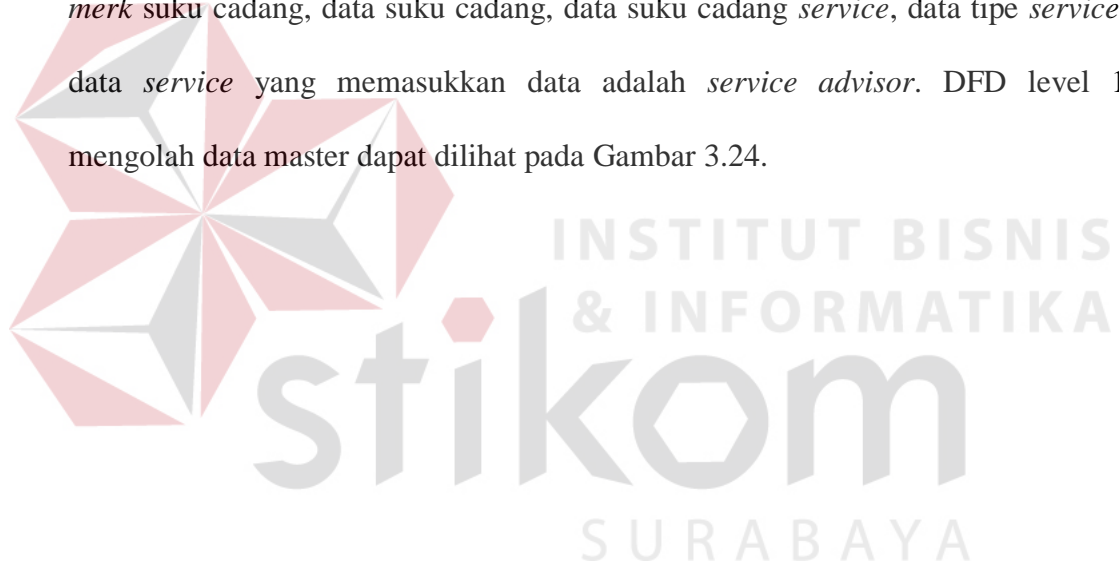 merk suku cadang, data suku cadang, data suku cadang service, data tipe service
data service yang memasukkan data adalah service advisor. DFD level 1
mengolah data master dapat dilihat pada Gambar 3.24.
INSTITUT BISNIS
& INFORMATIKA
stikom
SURABAYA